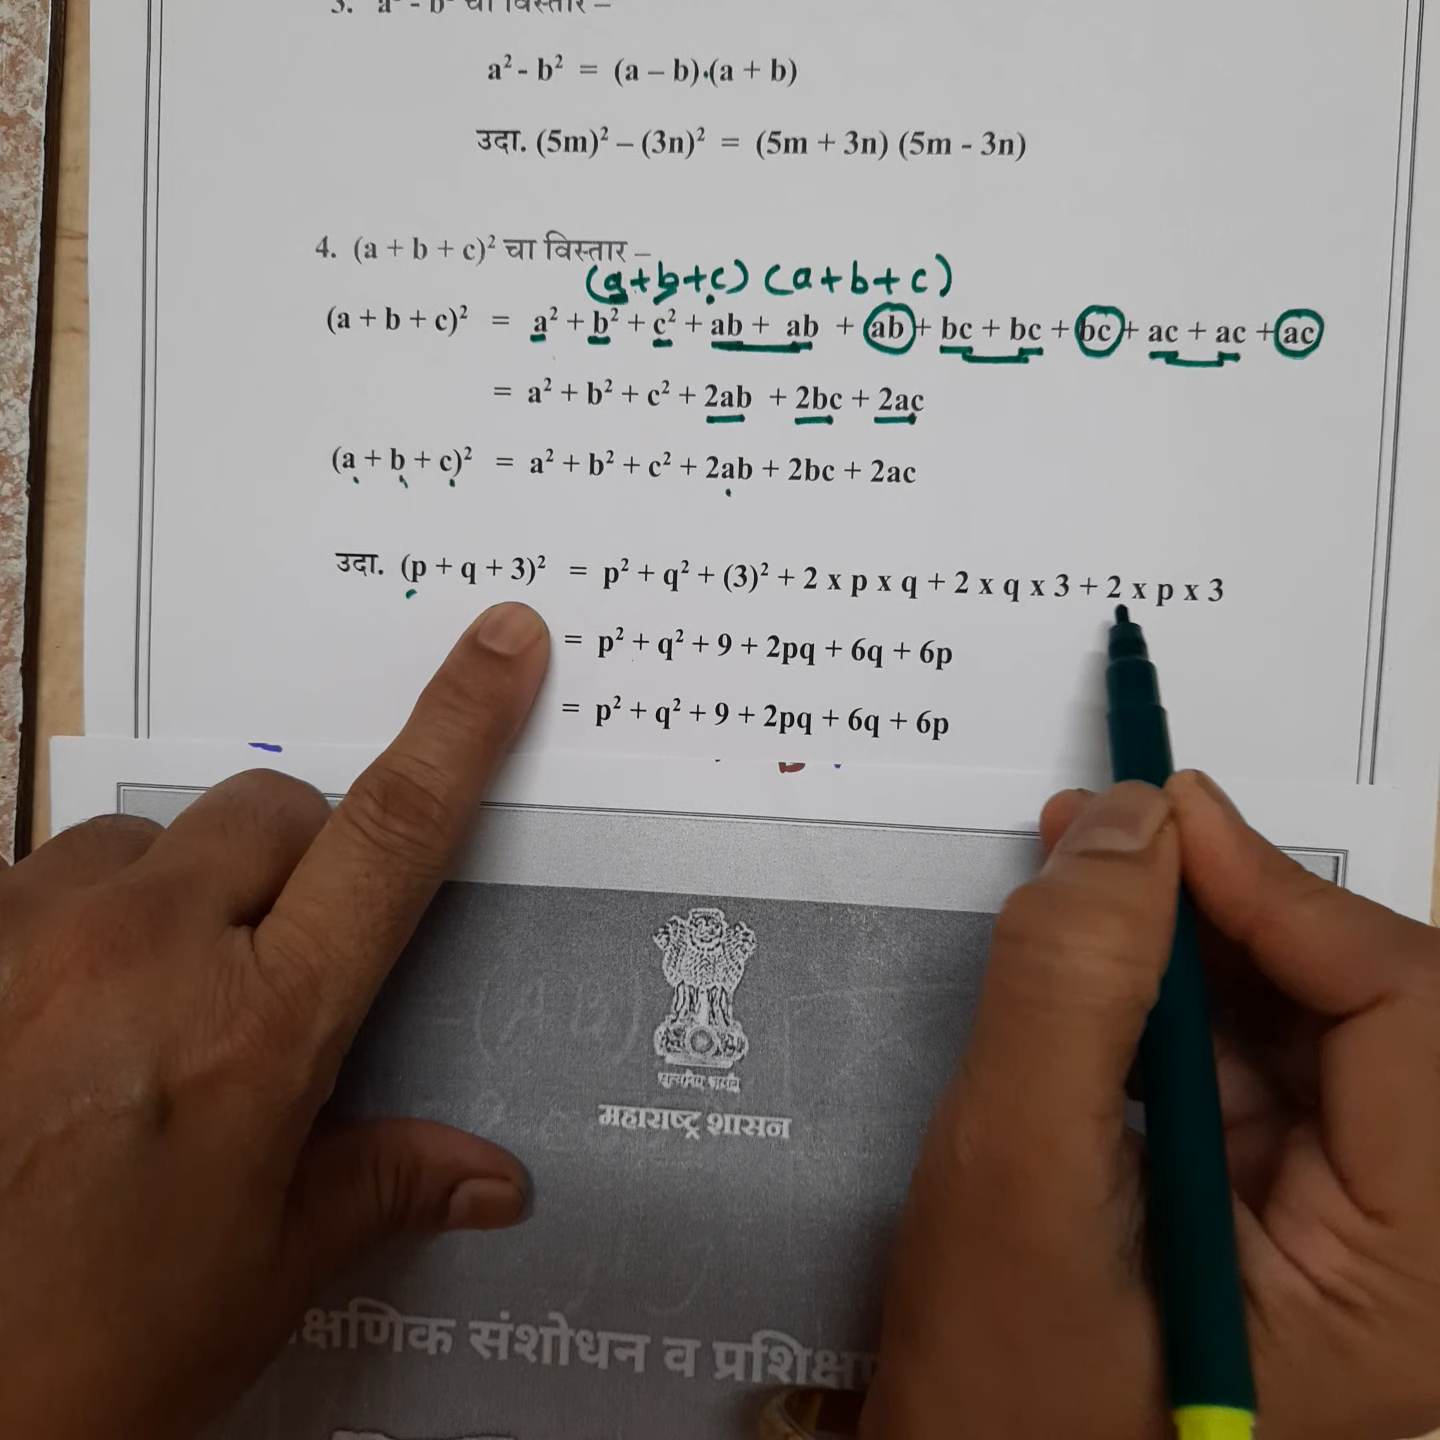 3. a² - b² चा विस्तार –
a² - b² = (a – b).(a + b)
उदा. (5m)² – (3n)² = (5m + 3n) (5m - 3n)
4. (a + b + c)² चा विस्तार –
(a+b+c) (a+b+c)
(a + b + c)² = a² + b² + c² + ab + ab + ab + bc + bc + bc + ac + ac + ac
= a² + b² + c² + 2ab + 2bc + 2ac
(a + b + c)² = a² + b² + c² + 2ab + 2bc + 2ac
उदा. (p + q + 3)² = p² + q² + (3)² + 2 x p x q + 2 x q x 3 + 2 x p x 3
= p² + q² + 9 + 2pq + 6q + 6p
= p² + q² + 9 + 2pq + 6q + 6p
महाराष्ट्र शासन
संशोधन व